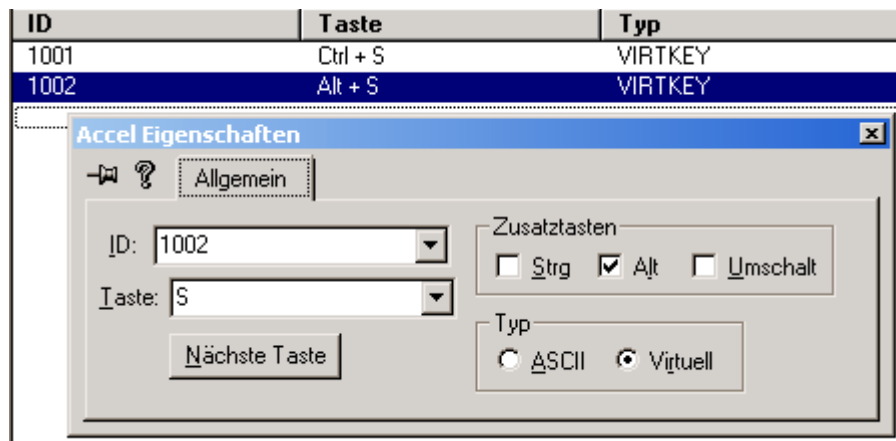 ID Taste Typ
1001 Ctrl + S VIRTKEY
1002 Alt + S VIRTKEY
Accel Eigenschaften
Allgemein
ID: 1002
Taste: S
Nächste Taste
Zusatztasten
Strg Alt Umschalt
Typ
ASCII Virtuell